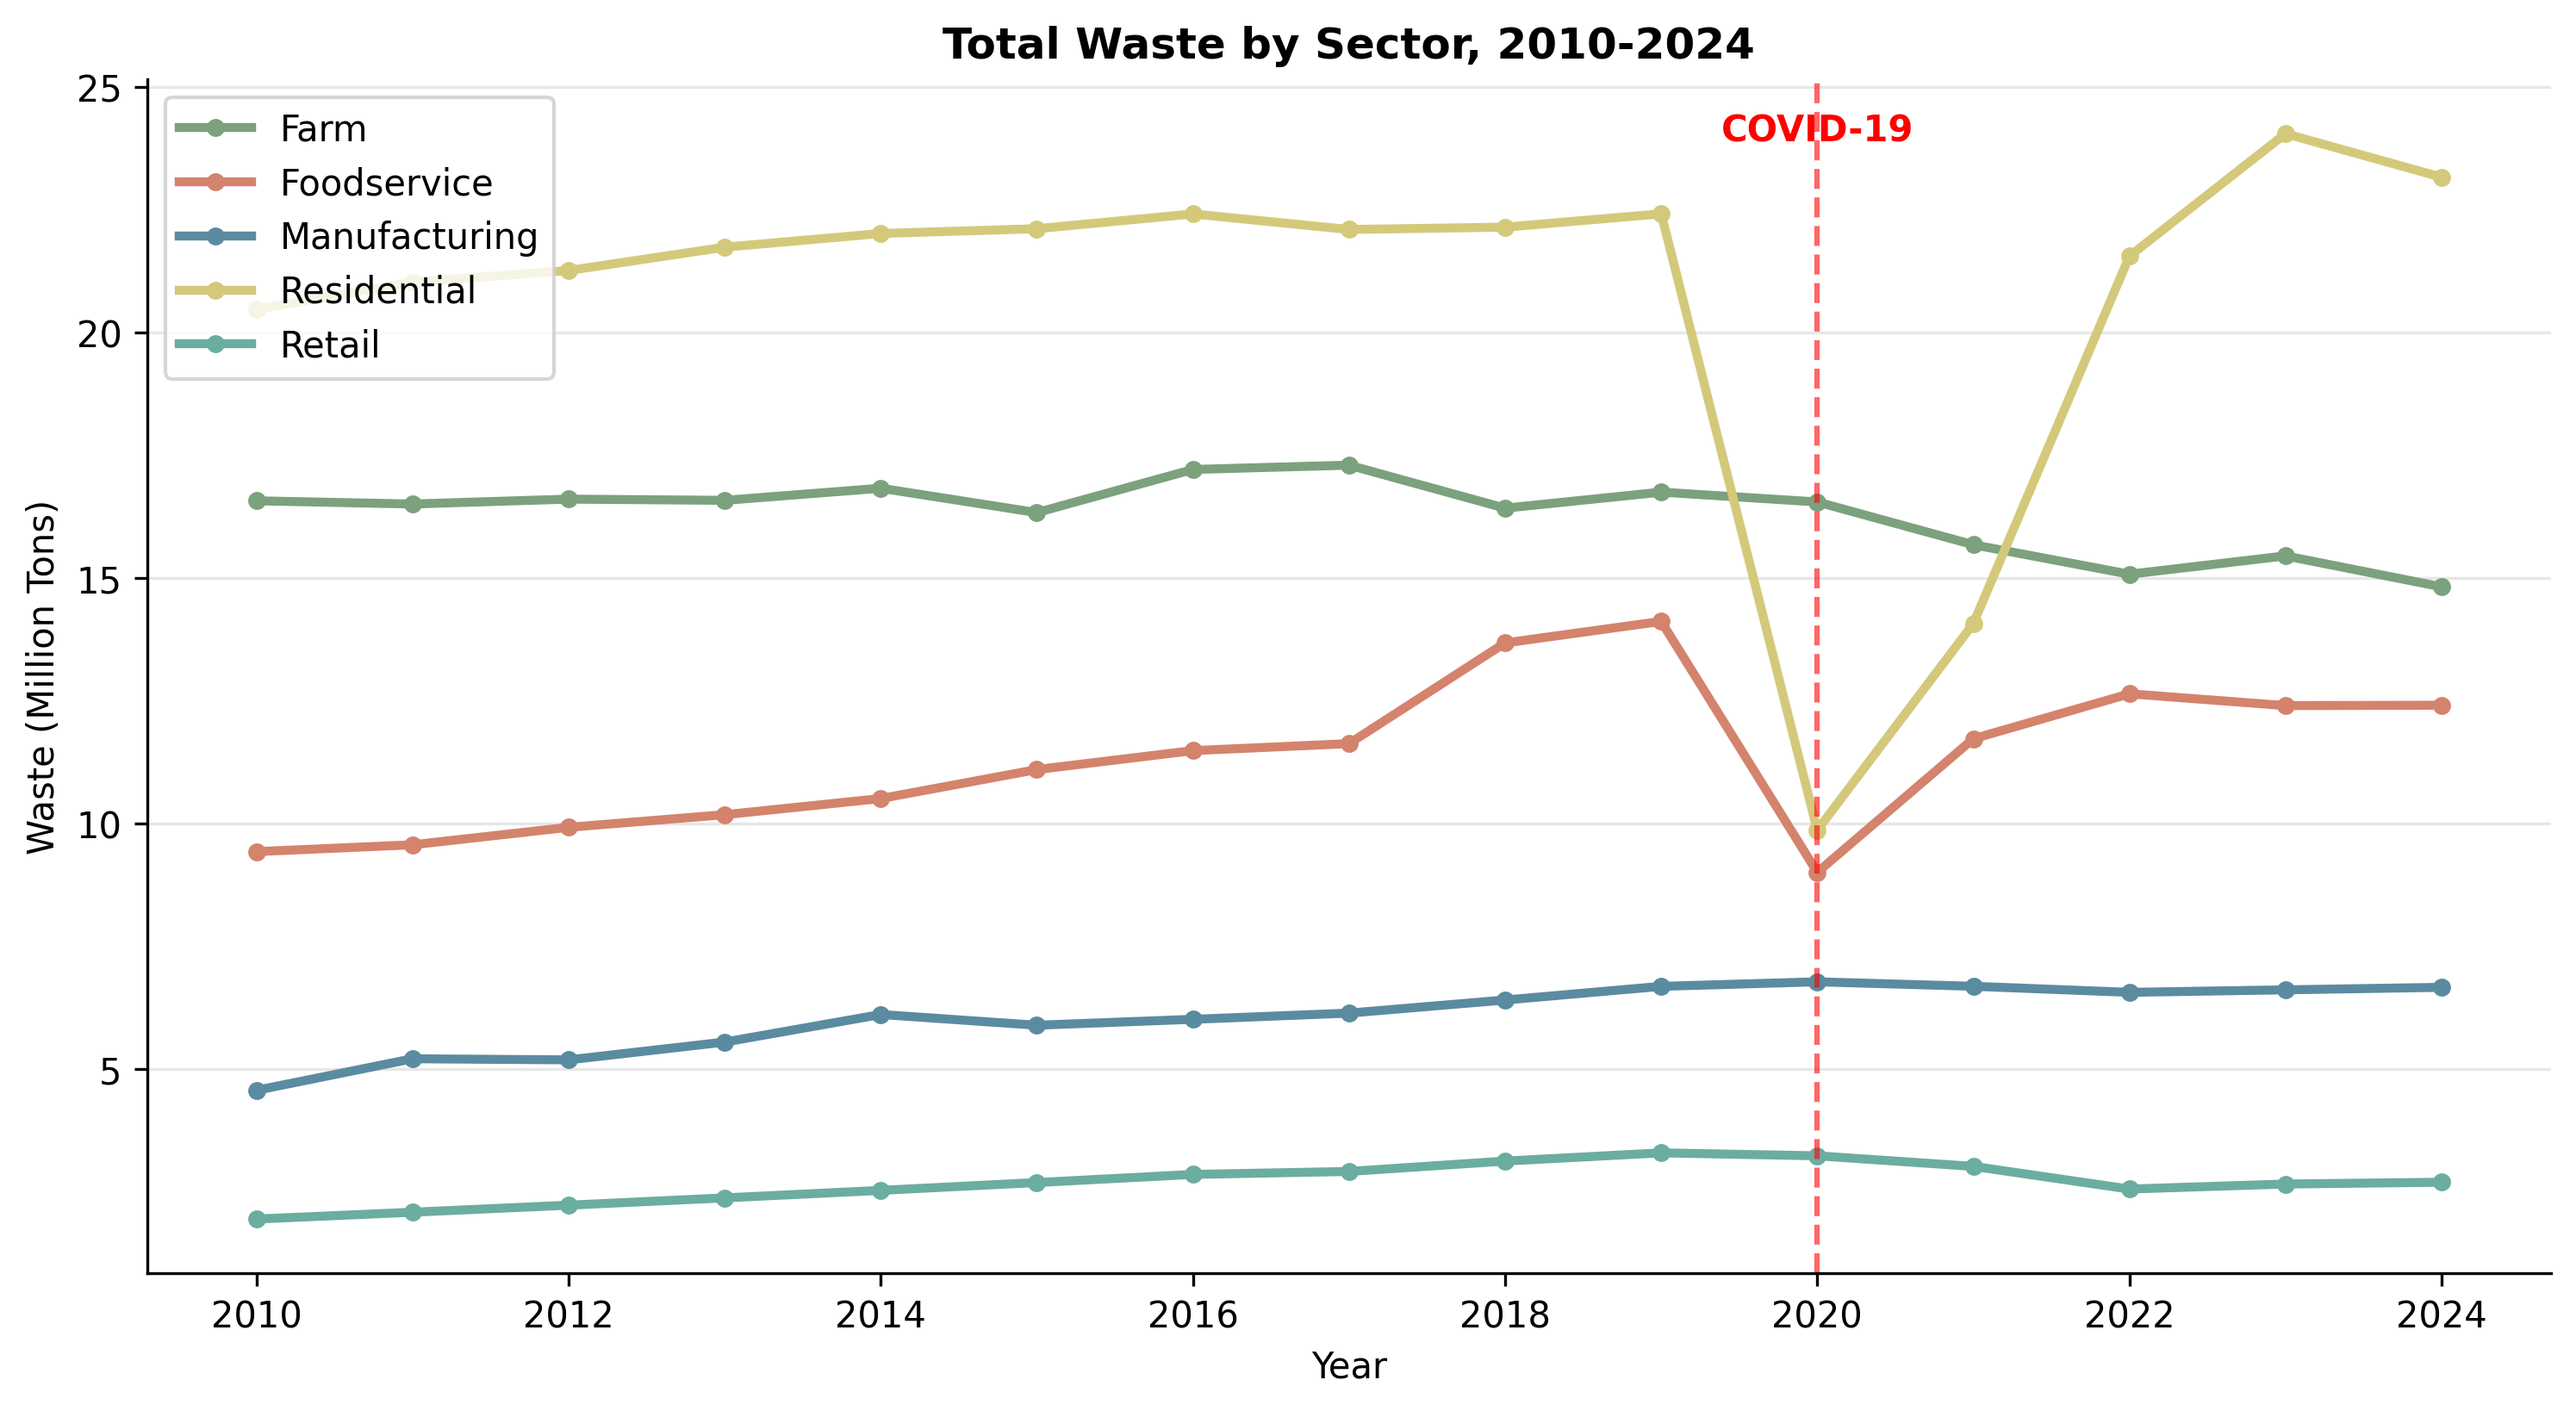 Total Waste by Sector, 2010-2024
25
20
15
10
5
Waste (Million Tons)
Farm
Foodservice
Manufacturing
Residential
Retail
COVID-19
2010 2012 2014 2016 2018 2020 2022 2024
Year